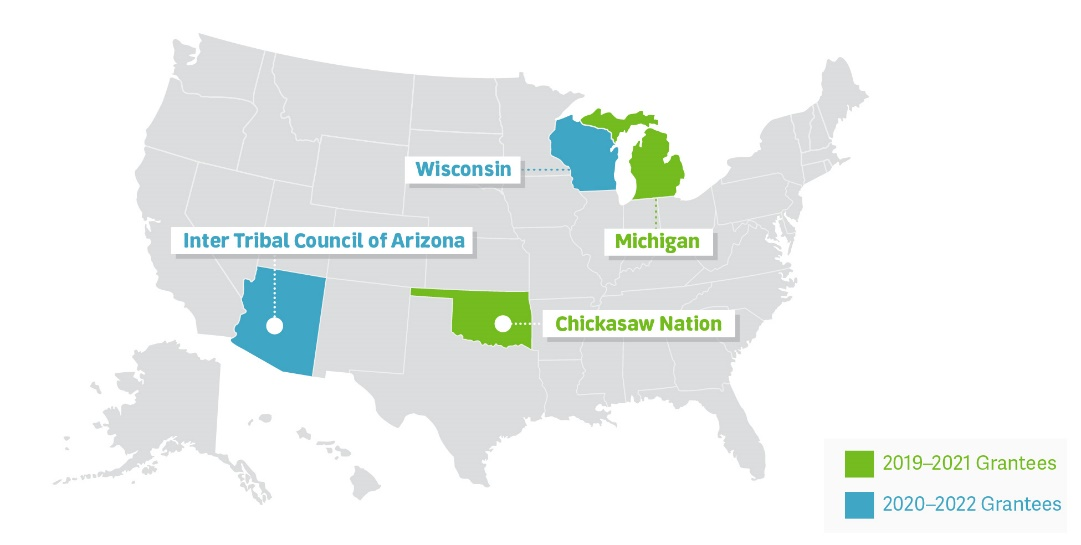 Wisconsin
Inter Tribal Council of Arizona
Michigan
Chickasaw Nation
2019–2021 Grantees
2020–2022 Grantees